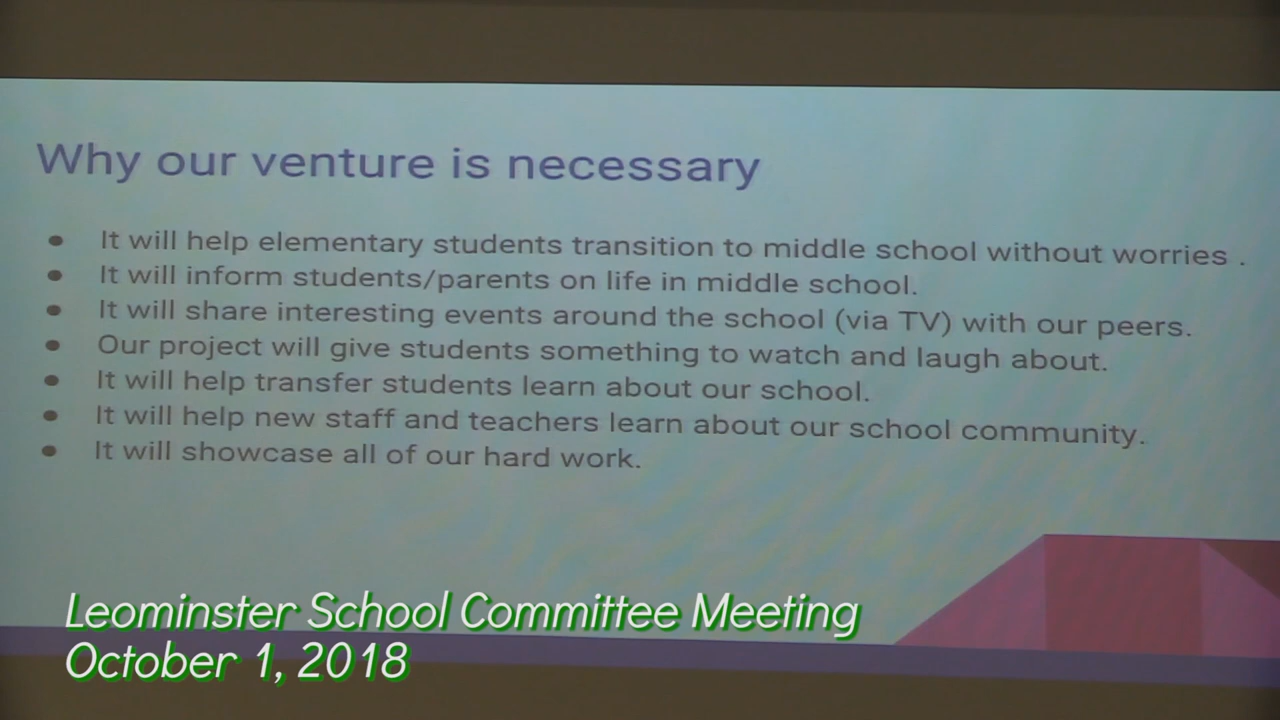 Why our venture is necessary
● It will help elementary students transition to middle school without worries .
● It will inform students/parents on life in middle school.
● It will share interesting events around the school (via TV) with our peers.
● Our project will give students something to watch and laugh about.
● It will help transfer students learn about our school.
● It will help new staff and teachers learn about our school community.
● It will showcase all of our hard work.
Leominster School Committee Meeting
October 1, 2018